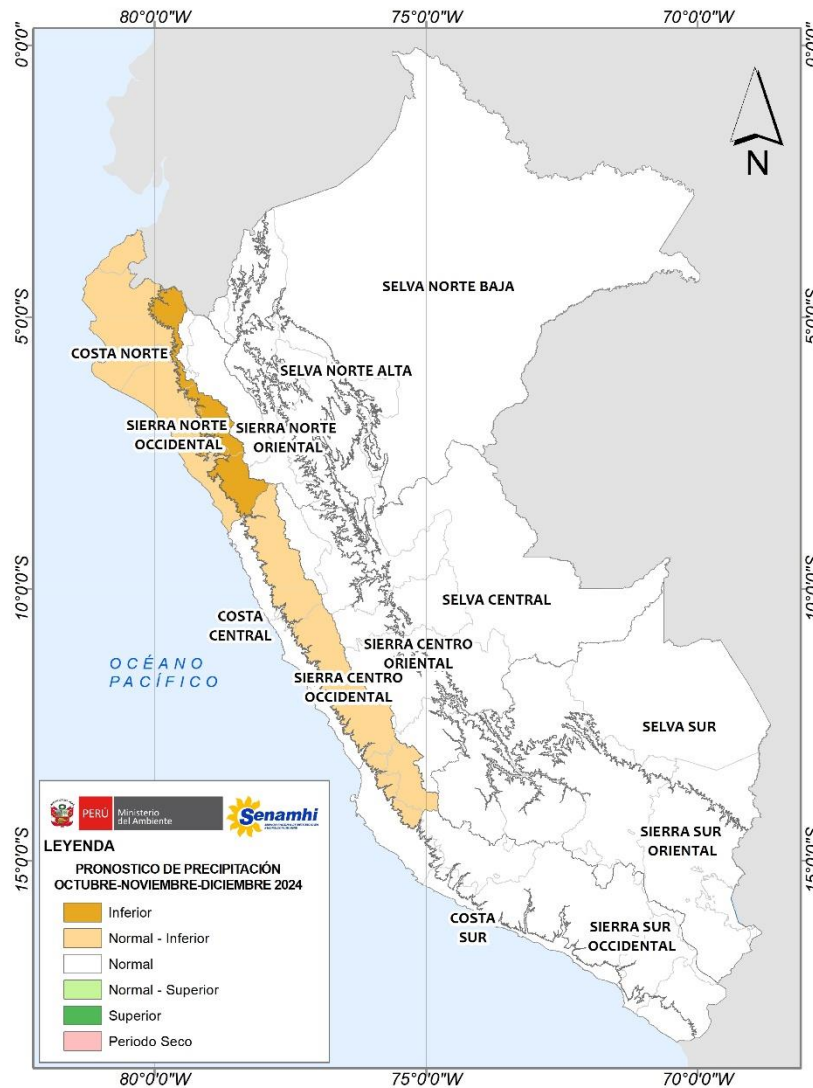 80°0'0"W 75°0'0"W 70°0'0"W
0°0'0"
0°0'0"
N
SELVA NORTE BAJA
5°0'0"S
5°0'0"S
COSTA NORTE
SELVA NORTE ALTA
SIERRA NORTE
OCCIDENTAL
SIERRA NORTE
ORIENTAL
10°0'0"S
10°0'0"S
SELVA CENTRAL
COSTA
CENTRAL
SIERRA CENTRO
ORIENTAL
OCÉANO
PACÍFICO
SIERRA CENTRO
OCCIDENTAL
SELVA SUR
SIERRA SUR
ORIENTAL
15°0'0"S
15°0'0"S
COSTA
SUR
SIERRA SUR
OCCIDENTAL
PERÚ
Ministerio
del Ambiente
Senamhi
LEYENDA
PRONOSTICO DE PRECIPITACIÓN
OCTUBRE-NOVIEMBRE-DICIEMBRE 2024
Inferior
Normal - Inferior
Normal
Normal - Superior
Superior
Periodo Seco
80°0'0"W 75°0'0"W 70°0'0"W